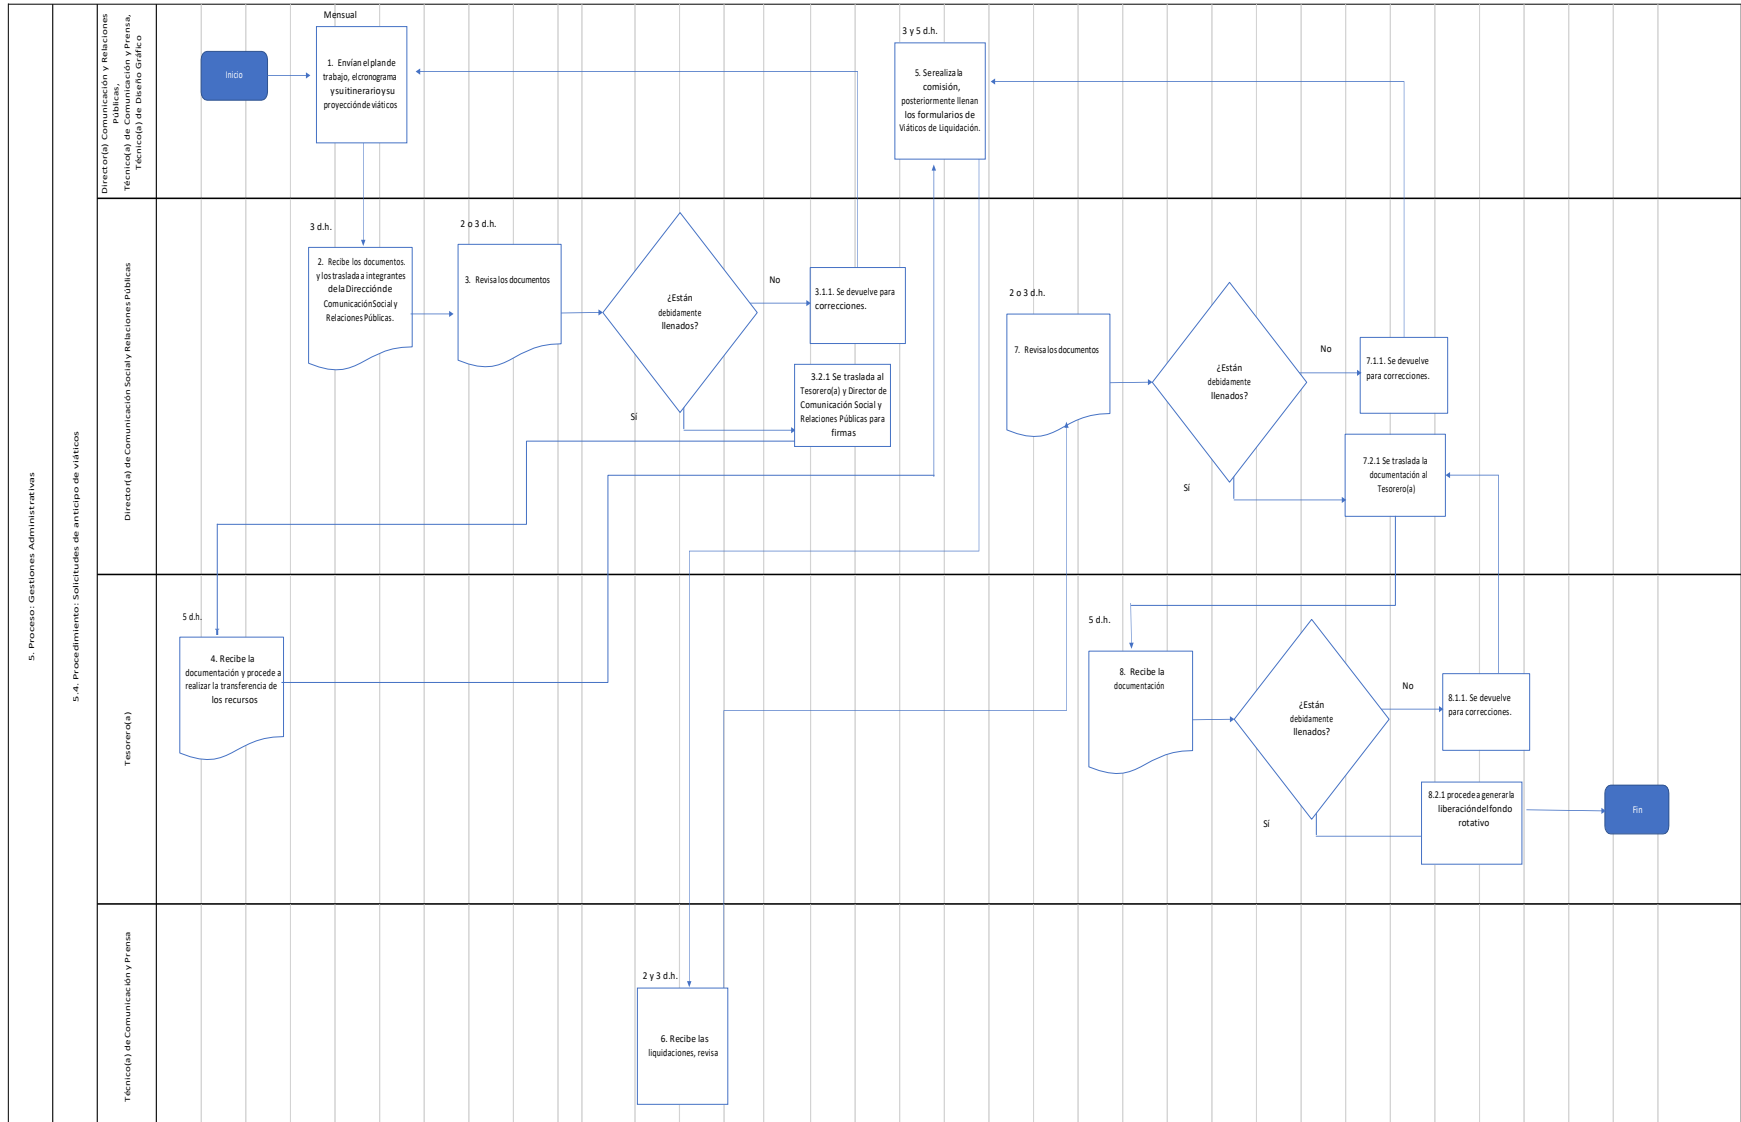 5. Proceso: Gestiones Administrativas
5.4. Procedimiento: Solicitudes de anticipo de viáticos
Director(a) Comunicación y Relaciones
Públicas,
Técnico(a) de Comunicación y Prensa,
Técnico(a) de Diseño Gráfico
Inicio
Mensual
1. Envían el plan de
trabajo, el cronograma
y su itinerario y su
proyección de viáticos
3 y 5 d.h.
5. Se realiza la
comisión,
posteriormente llenan
los formularios de
Viáticos de Liquidación.
Director(a) de Comunicación Social y Relaciones Públicas
3 d.h.
2. Recibe los documentos.
y los traslada a integrantes
de la Dirección de
Comunicación Social y
Relaciones Públicas.
2 o 3 d.h.
3. Revisa los documentos
¿Están
debidamente
llenados?
No
3.1.1. Se devuelve para
correcciones.
Sí
3.2.1 Se traslada al
Tesorero(a) y Director de
Comunicación Social y
Relaciones Públicas para
firmas
2 o 3 d.h.
7. Revisa los documentos
¿Están
debidamente
llenados?
No
7.1.1. Se devuelve
para correcciones.
Sí
7.2.1 Se traslada la
documentación al
Tesorero(a)
Tesorero(a)
5 d.h.
4. Recibe la
documentación y procede a
realizar la transferencia de
los recursos
5 d.h.
8. Recibe la
documentación
¿Están
debidamente
llenados?
No
8.1.1. Se devuelve
para correcciones.
Sí
8.2.1 procede a generar la
liberación del fondo
rotativo
Fin
Técnico(a) de Comunicación y Prensa
2 y 3 d.h.
6. Recibe las
liquidaciones, revisa